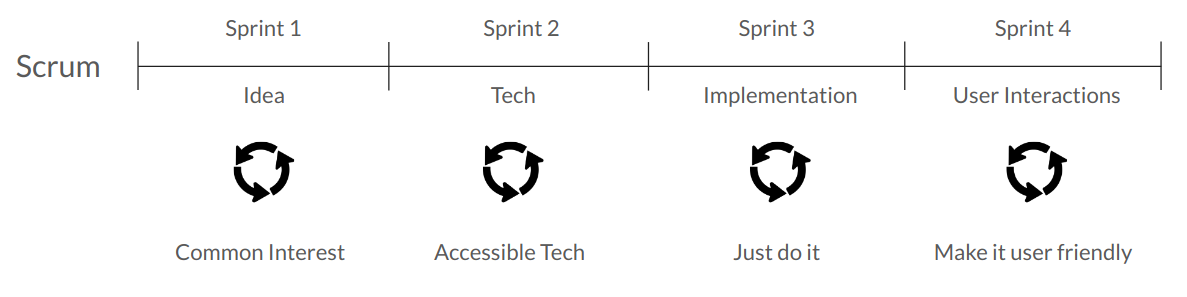 Sprint 1
Sprint 2
Sprint 3
Sprint 4
Scrum
Idea
Tech
Implementation
User Interactions
Common Interest
Accessible Tech
Just do it
Make it user friendly